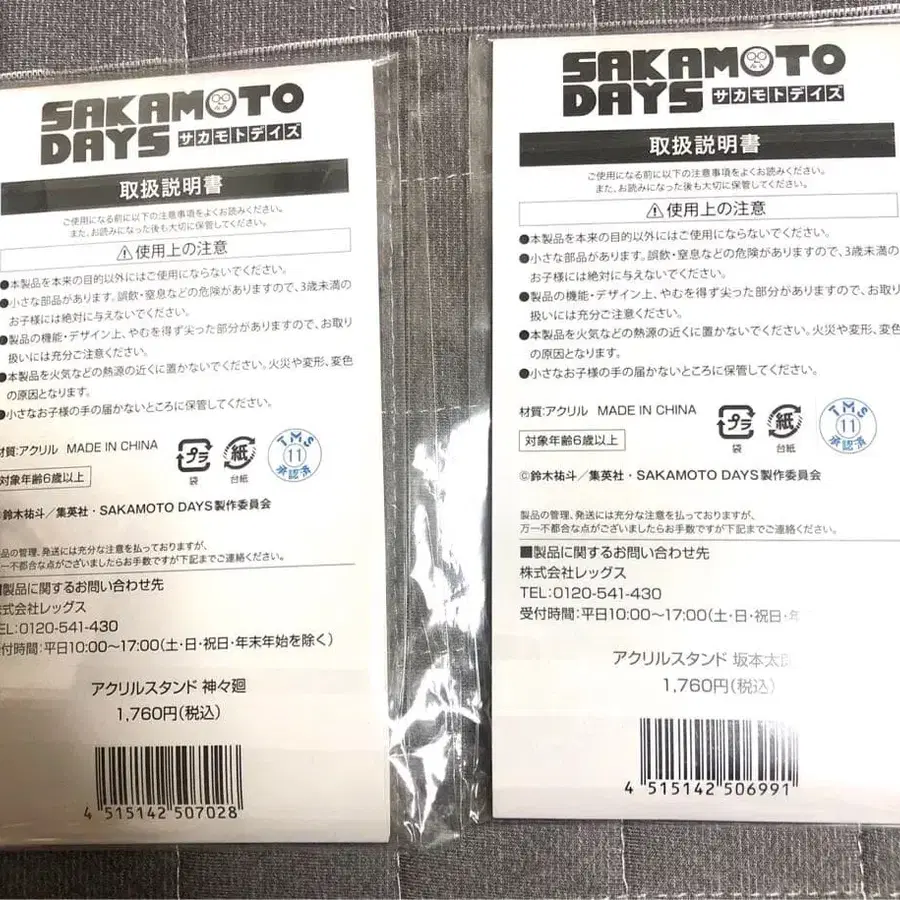 SAKAMOTO
DAYS サカモトデイズ
取扱説明書
ご使用になる前に以下の注意事項をよくお読みください。
また、お読みになった後も大切に保管してください。
⚠使用上の注意
●本製品を本来の目的以外にはご使用にならないでください。
●小さな部品があります。誤飲・窒息などの危険がありますので、3歳未満の
お子様には絶対に与えないでください。
●製品の機能・デザイン上、やむを得ず尖った部分がありますので、お取り
扱いには充分ご注意ください。
●本製品を火気などの熱源の近くに置かないでください。火災や変形、変色
の原因となります。
●小さなお子様の手の届かないところに保管してください。
材質:アクリル MADE IN CHINA
対象年齢6歳以上
プラ
袋
紙
台紙
TMS
11
承認済
©鈴木祐斗/集英社・SAKAMOTO DAYS製作委員会
品の管理、発送には充分な注意を払っておりますが、
一不都合な点がございましたらお手数ですが下記までご連絡ください。
製品に関するお問い合わせ先
式会社レッグス
EL:0120-541-430
付時間:平日10:00〜17:00(土・日・祝日・年末年始を除く)
アクリルスタンド 神々廻
1,760円(税込)
4 515142 507028
SAKAMOTO
DAYS サカモトデイズ
取扱説明書
ご使用になる前に以下の注意事項をよくお読みください。
また、お読みになった後も大切に保管してください。
⚠使用上の注意
●本製品を本来の目的以外にはご使用にならないでください。
●小さな部品があります。誤飲・窒息などの危険がありますので、3歳未満の
お子様には絶対に与えないでください。
●製品の機能・デザイン上、やむを得ず尖った部分がありますので、お取り
扱いには充分ご注意ください。
●本製品を火気などの熱源の近くに置かないでください。火災や変形、変色
の原因となります。
●小さなお子様の手の届かないところに保管してください。
材質:アクリル MADE IN CHINA
対象年齢6歳以上
プラ
袋
紙
台紙
TMS
11
承認済
©鈴木祐斗/集英社・SAKAMOTO DAYS製作委員会
製品の管理、発送には充分な注意を払っておりますが、
万一不都合な点がございましたらお手数ですが下記までご連絡ください。
■製品に関するお問い合わせ先
株式会社レッグス
TEL:0120-541-430
受付時間:平日10:00〜17:00(土・日・祝日・年
アクリルスタンド 坂本太郎
1,760円(税込)
4 515142 506991